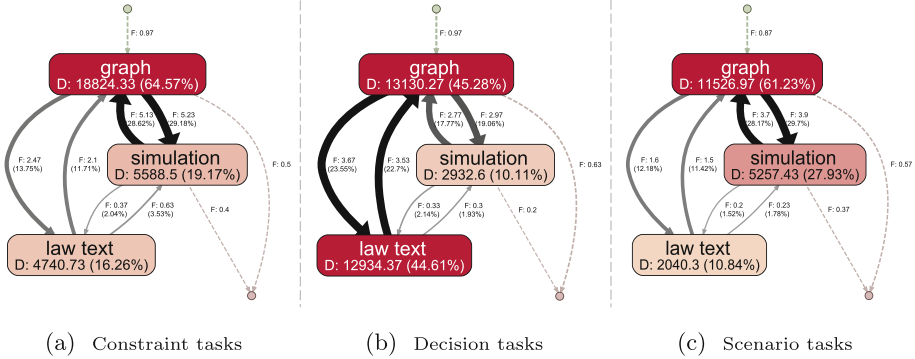 F: 0.97
graph
D: 18824.33 (64.57%)
F: 5.13
(28.62%)
F: 5.23
(29.18%)
F: 2.47
(13.75%)
F: 2.1
(11.71%)
F: 0.5
simulation
D: 5588.5 (19.17%)
F: 0.37
(2.04%)
F: 0.63
(3.53%)
F: 0.4
law text
D: 4740.73 (16.26%)
(a) Constraint tasks
F: 0.97
graph
D: 13130.27 (45.28%)
F: 2.77
(17.77%)
F: 2.97
(19.06%)
F: 3.67
(23.55%)
F: 3.53
(22.7%)
F: 0.63
simulation
D: 2932.6 (10.11%)
F: 0.33
(2.14%)
F: 0.3
(1.93%)
F: 0.2
law text
D: 12934.37 (44.61%)
(b) Decision tasks
F: 0.87
graph
D: 11526.97 (61.23%)
F: 3.7
(28.17%)
F: 3.9
(29.7%)
F: 1.6
(12.18%)
F: 1.5
(11.42%)
F: 0.57
simulation
D: 5257.43 (27.93%)
F: 0.2
(1.52%)
F: 0.23
(1.78%)
F: 0.37
law text
D: 2040.3 (10.84%)
(c) Scenario tasks